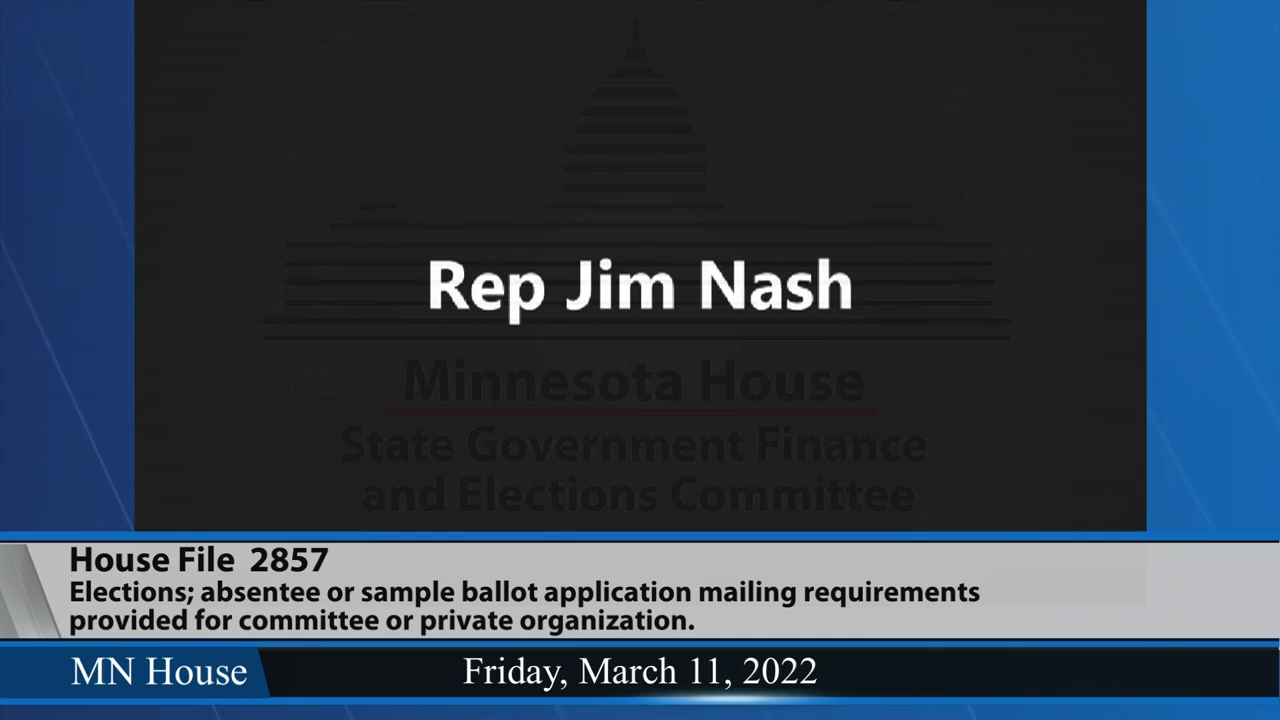 Rep Jim Nash
Minnesota House
State Government Finance
and Elections Committee
House File 2857
Elections; absentee or sample ballot application mailing requirements
provided for committee or private organization.
MN House
Friday, March 11, 2022